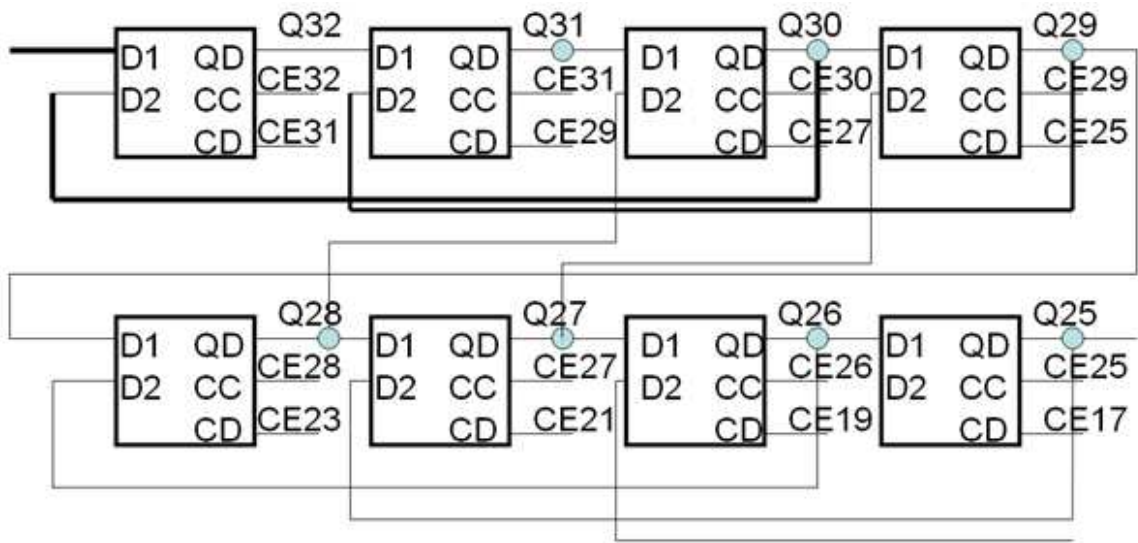 Q32 Q31 Q30 Q29
D1 QD D1 QD D1 QD D1 QD
CE32 CE31 CE30 CE29
D2 CC D2 CC D2 CC D2 CC
CE31 CE29 CE27 CE25
CD CD CD CD
Q28 Q27 Q26 Q25
D1 QD D1 QD D1 QD D1 QD
CE28 CE27 CE26 CE25
D2 CC D2 CC D2 CC D2 CC
CE23 CE21 CE19 CE17
CD CD CD CD